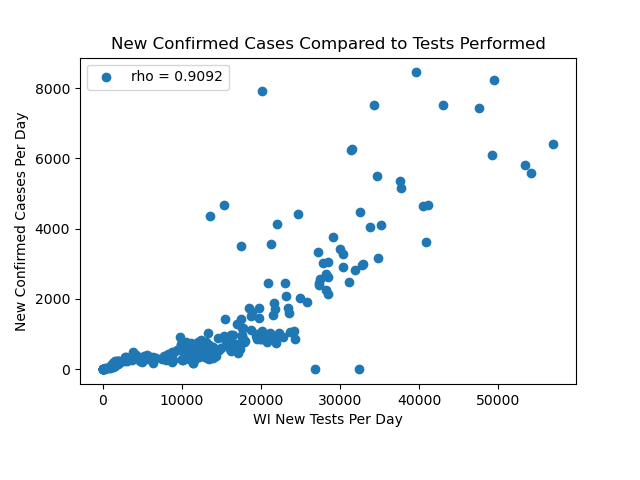 New Confirmed Cases Compared to Tests Performed
rho = 0.9092
New Confirmed Caeses Per Day
8000
6000
4000
2000
0
0 10000 20000 30000 40000 50000
WI New Tests Per Day